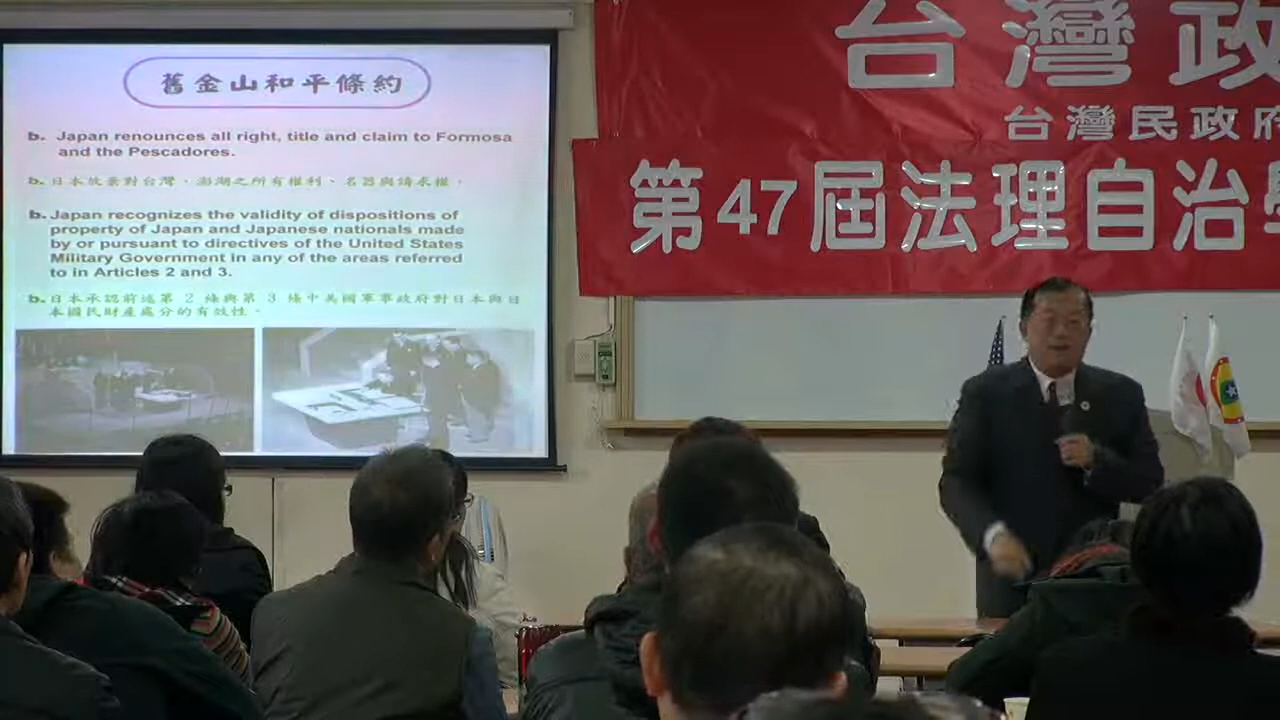 舊金山和平條約
b. Japan renounces all right, title and claim to Formosa
and the Pescadores.
b. 日本放棄對台灣、澎湖之所有權利、名器與請求權。
b. Japan recognizes the validity of dispositions of
property of Japan and Japanese nationals made
by or pursuant to directives of the United States
Military Government in any of the areas referred
to in Articles 2 and 3.
b. 日本承認前述第 2 條與第 3 條中美國軍事政府對日本與日
本國民財產處分的有效性。
台灣政
台灣民政府
第47屆法理自治學